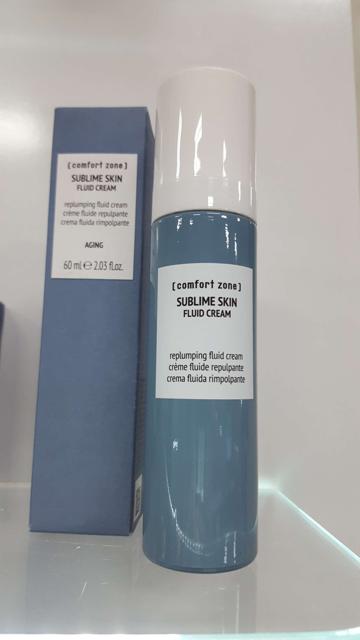 [comfort zone]
SUBLIME SKIN
FLUID CREAM
replumping fluid cream
crème fluide repulpante
crema fluida rimpolpante
AGING
60 ml ℮ 2.03 fl.oz.
[comfort zone]
SUBLIME SKIN
FLUID CREAM
replumping fluid cream
crème fluide repulpante
crema fluida rimpolpante